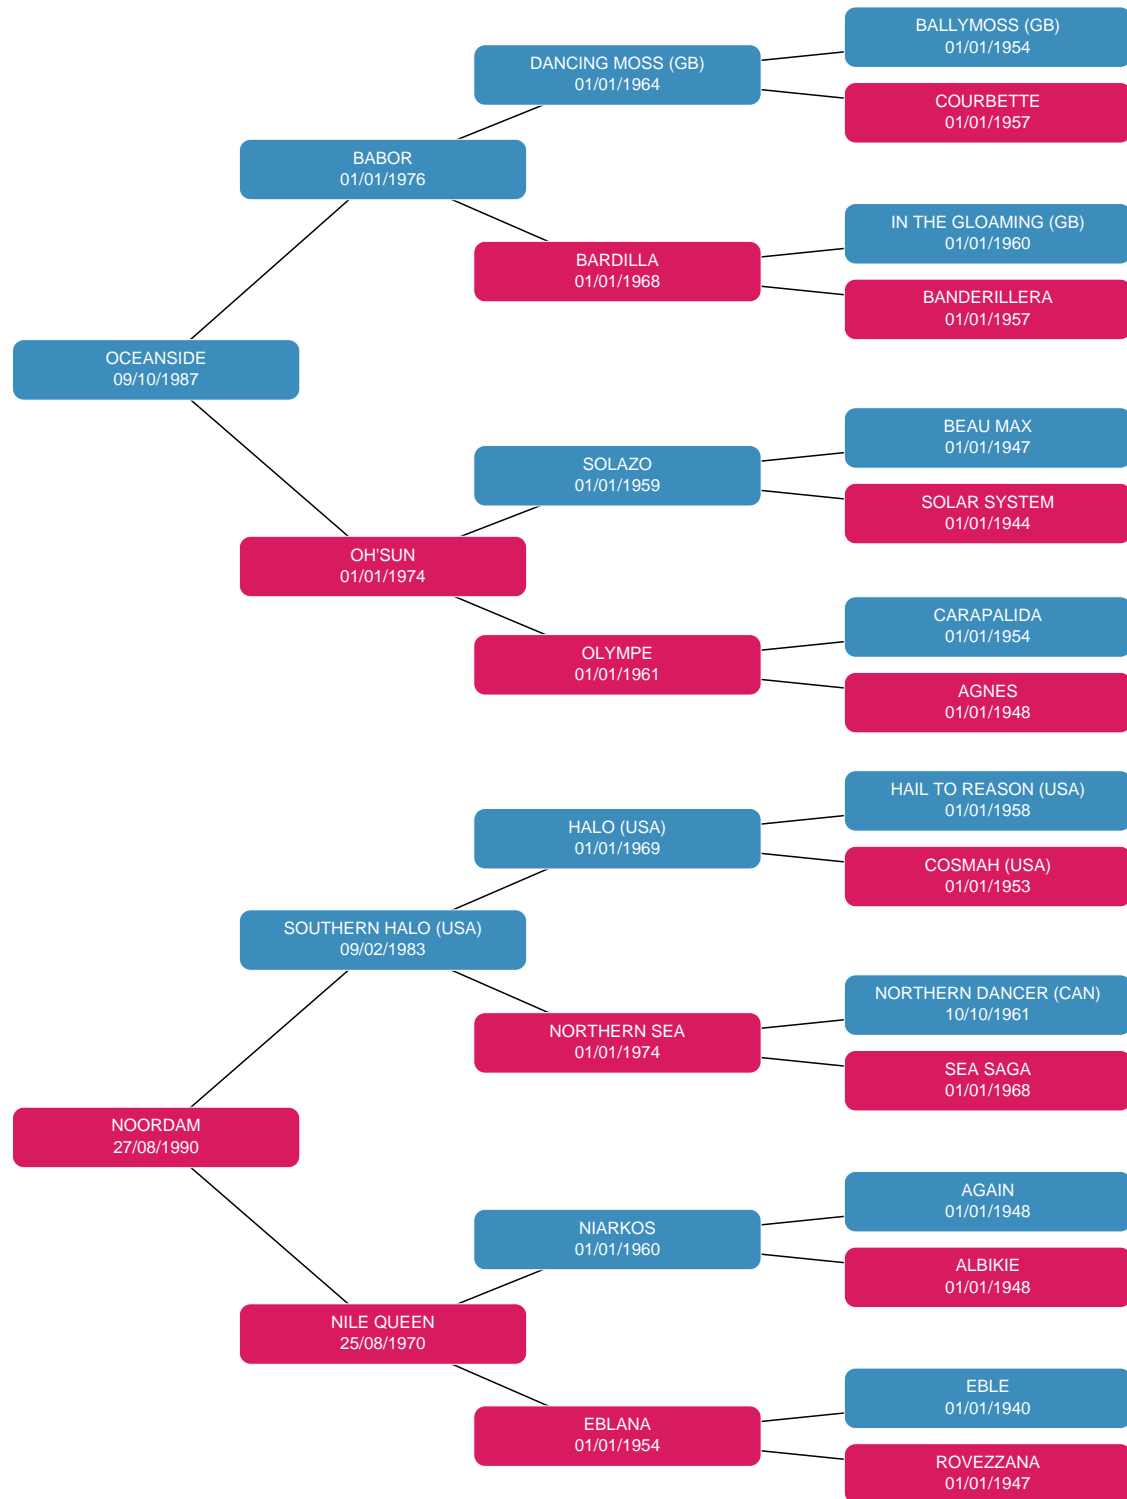 BALLYMOSS (GB)
01/01/1954
DANCING MOSS (GB)
01/01/1964
COURBETTE
01/01/1957
BABOR
01/01/1976
IN THE GLOAMING (GB)
01/01/1960
BARDILLA
01/01/1968
BANDERILLERA
01/01/1957
OCEANSIDE
09/10/1987
BEAU MAX
01/01/1947
SOLAZO
01/01/1959
SOLAR SYSTEM
01/01/1944
OH'SUN
01/01/1974
CARAPALIDA
01/01/1954
OLYMPE
01/01/1961
AGNES
01/01/1948
HAIL TO REASON (USA)
01/01/1958
HALO (USA)
01/01/1969
COSMAH (USA)
01/01/1953
SOUTHERN HALO (USA)
09/02/1983
NORTHERN DANCER (CAN)
10/10/1961
NORTHERN SEA
01/01/1974
SEA SAGA
01/01/1968
NOORDAM
27/08/1990
AGAIN
01/01/1948
NIARKOS
01/01/1960
ALBIKIE
01/01/1948
NILE QUEEN
25/08/1970
EBLE
01/01/1940
EBLANA
01/01/1954
ROVEZZANA
01/01/1947